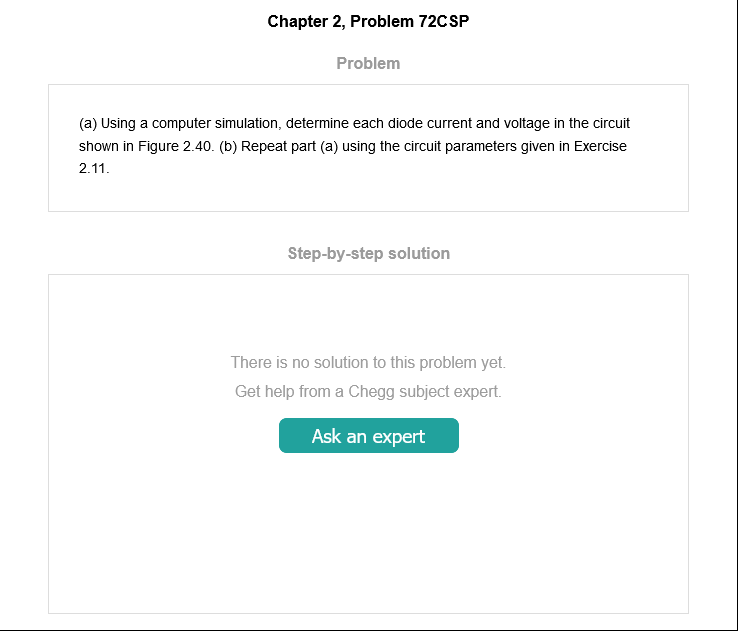 Chapter 2, Problem 72CSP
Problem
(a) Using a computer simulation, determine each diode current and voltage in the circuit
shown in Figure 2.40. (b) Repeat part (a) using the circuit parameters given in Exercise
2.11.
Step-by-step solution
There is no solution to this problem yet.
Get help from a Chegg subject expert.
Ask an expert